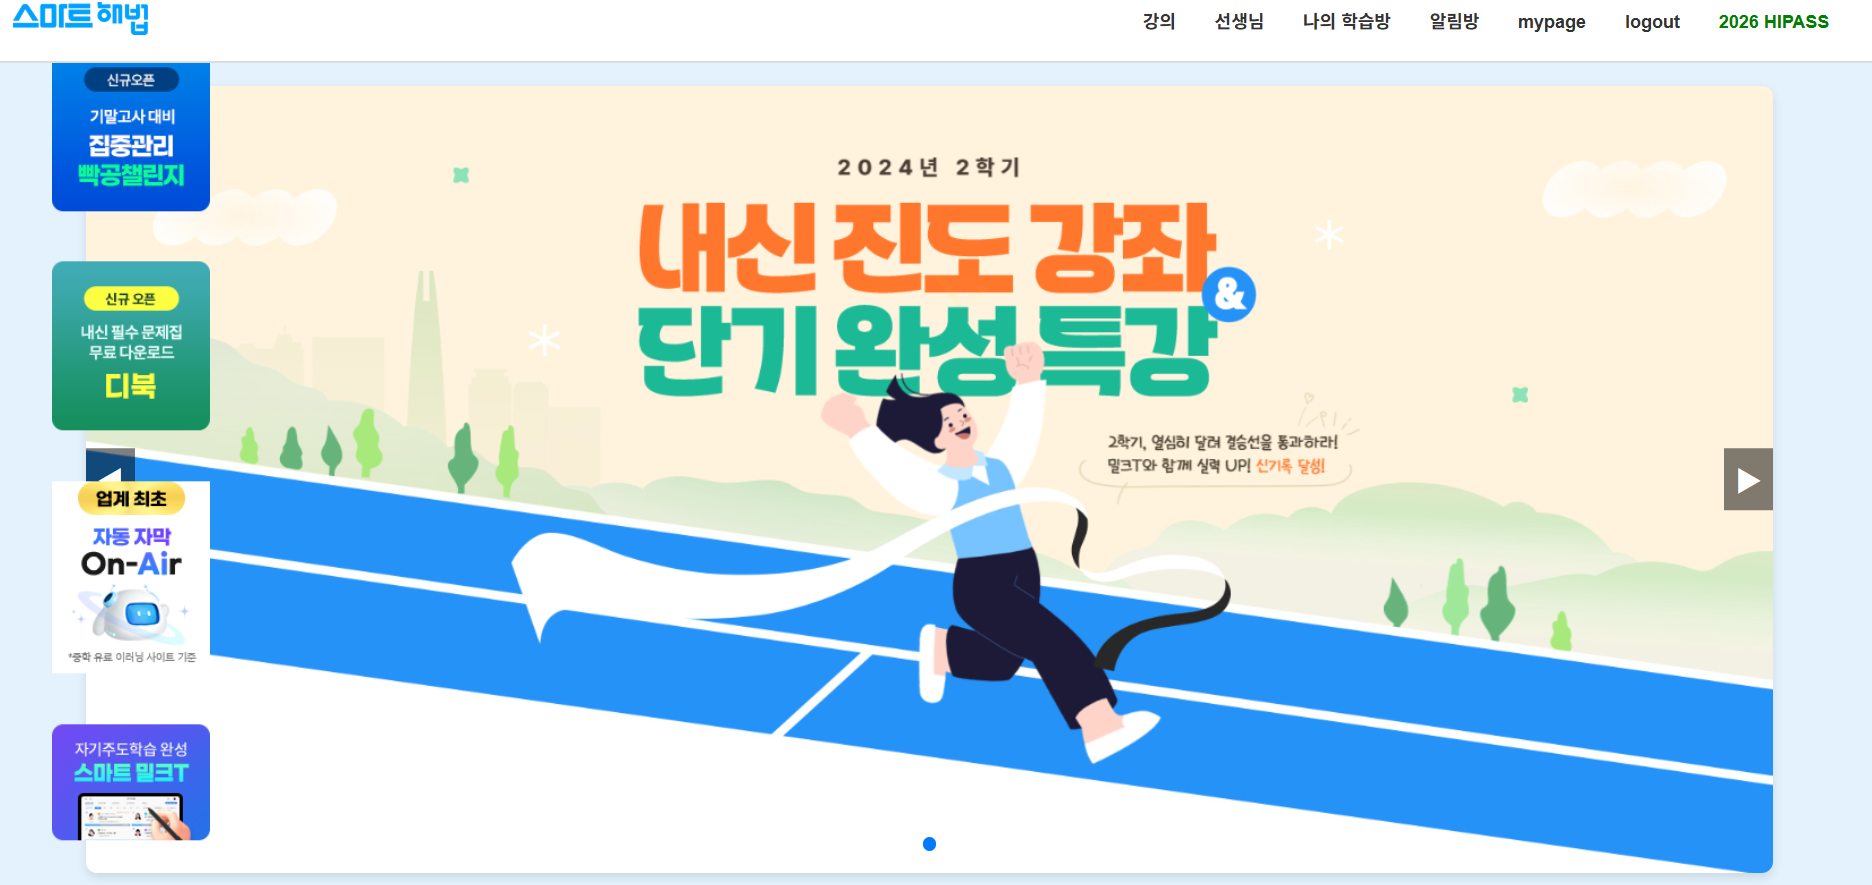 스마트해법
강의 선생님 나의 학습방 알림방 mypage logout 2026 HIPASS
신규오픈
기말고사 대비
집중관리
빡공챌린지
신규 오픈
내신 필수 문제집
무료 다운로드
디북
업계 최초
자동 자막
On-Air
*중학 유료 이러닝 사이트 기준
자기주도학습 완성
스마트 밀크T
2024년 2학기
내신 진도 강좌
&
단기 완성 특강
2학기, 열심히 달려 결승선을 통과하라!
밀크T와 함께 실력 UP! 신기록 달성!